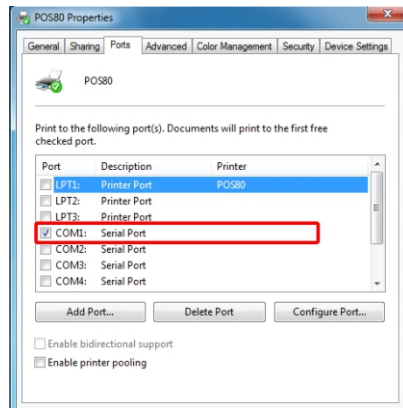 POS80 Properties
General Sharing Ports Advanced Color Management Security Device Settings
POS80
Print to the following port(s). Documents will print to the first free
checked port.
Port Description Printer
LPT1: Printer Port POS80
LPT2: Printer Port
LPT3: Printer Port
COM1: Serial Port
COM2: Serial Port
COM3: Serial Port
COM4: Serial Port
Add Port... Delete Port Configure Port...
Enable bidirectional support
Enable printer pooling